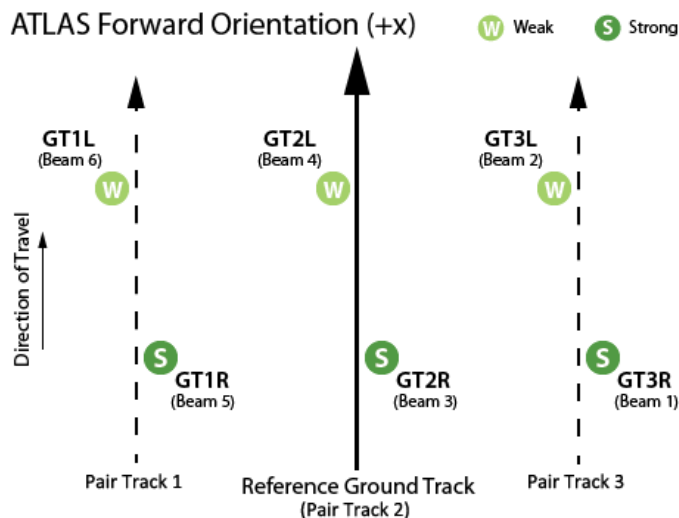 ATLAS Forward Orientation (+x)
W Weak
S Strong
GT1L
(Beam 6)
W
GT2L
(Beam 4)
W
GT3L
(Beam 2)
W
Direction of Travel
S
GT1R
(Beam 5)
S
GT2R
(Beam 3)
S
GT3R
(Beam 1)
Pair Track 1
Reference Ground Track
(Pair Track 2)
Pair Track 3